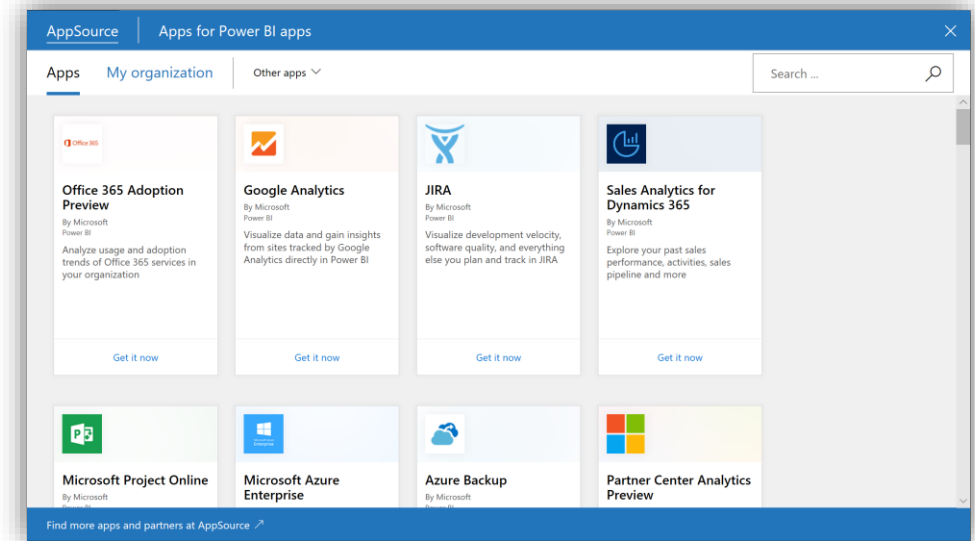 AppSource Apps for Power BI apps
Apps My organization Other apps Search ...
Office 365
Office 365 Adoption
Preview
By Microsoft
Power BI
Analyze usage and adoption
trends of Office 365 services in
your organization
Get it now
Google Analytics
By Microsoft
Power BI
Visualize data and gain insights
from sites tracked by Google
Analytics directly in Power BI
Get it now
JIRA
By Microsoft
Power BI
Visualize development velocity,
software quality, and everything
else you plan and track in JIRA
Get it now
Sales Analytics for
Dynamics 365
By Microsoft
Power BI
Explore your past sales
performance, activities, sales
pipeline and more
Get it now
Microsoft Project Online
By Microsoft
Power BI
Microsoft Azure
Enterprise
Azure Backup
By Microsoft
Power BI
Partner Center Analytics
Preview
Find more apps and partners at AppSource